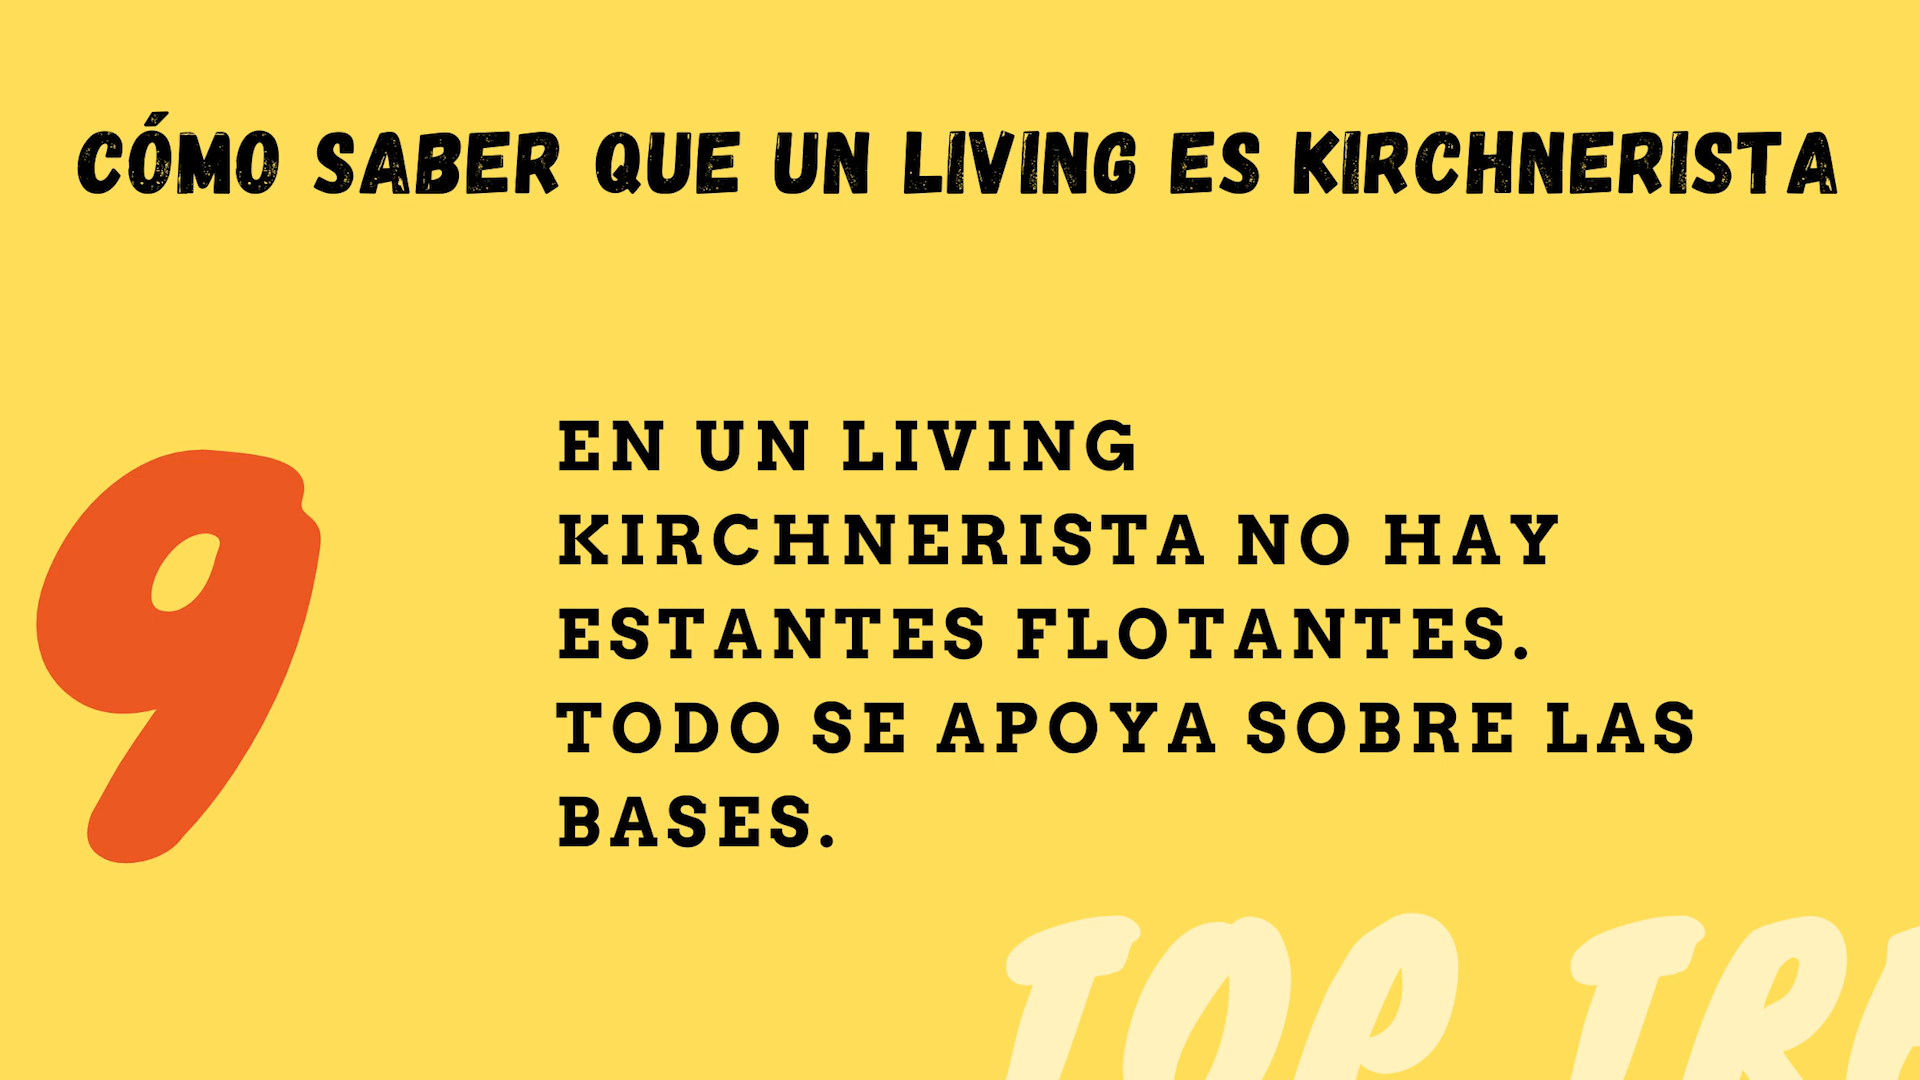 CÓMO SABER QUE UN LIVING ES KIRCHNERISTA
9
EN UN LIVING
KIRCHNERISTA NO HAY
ESTANTES FLOTANTES.
TODO SE APOYA SOBRE LAS
BASES.
TOP